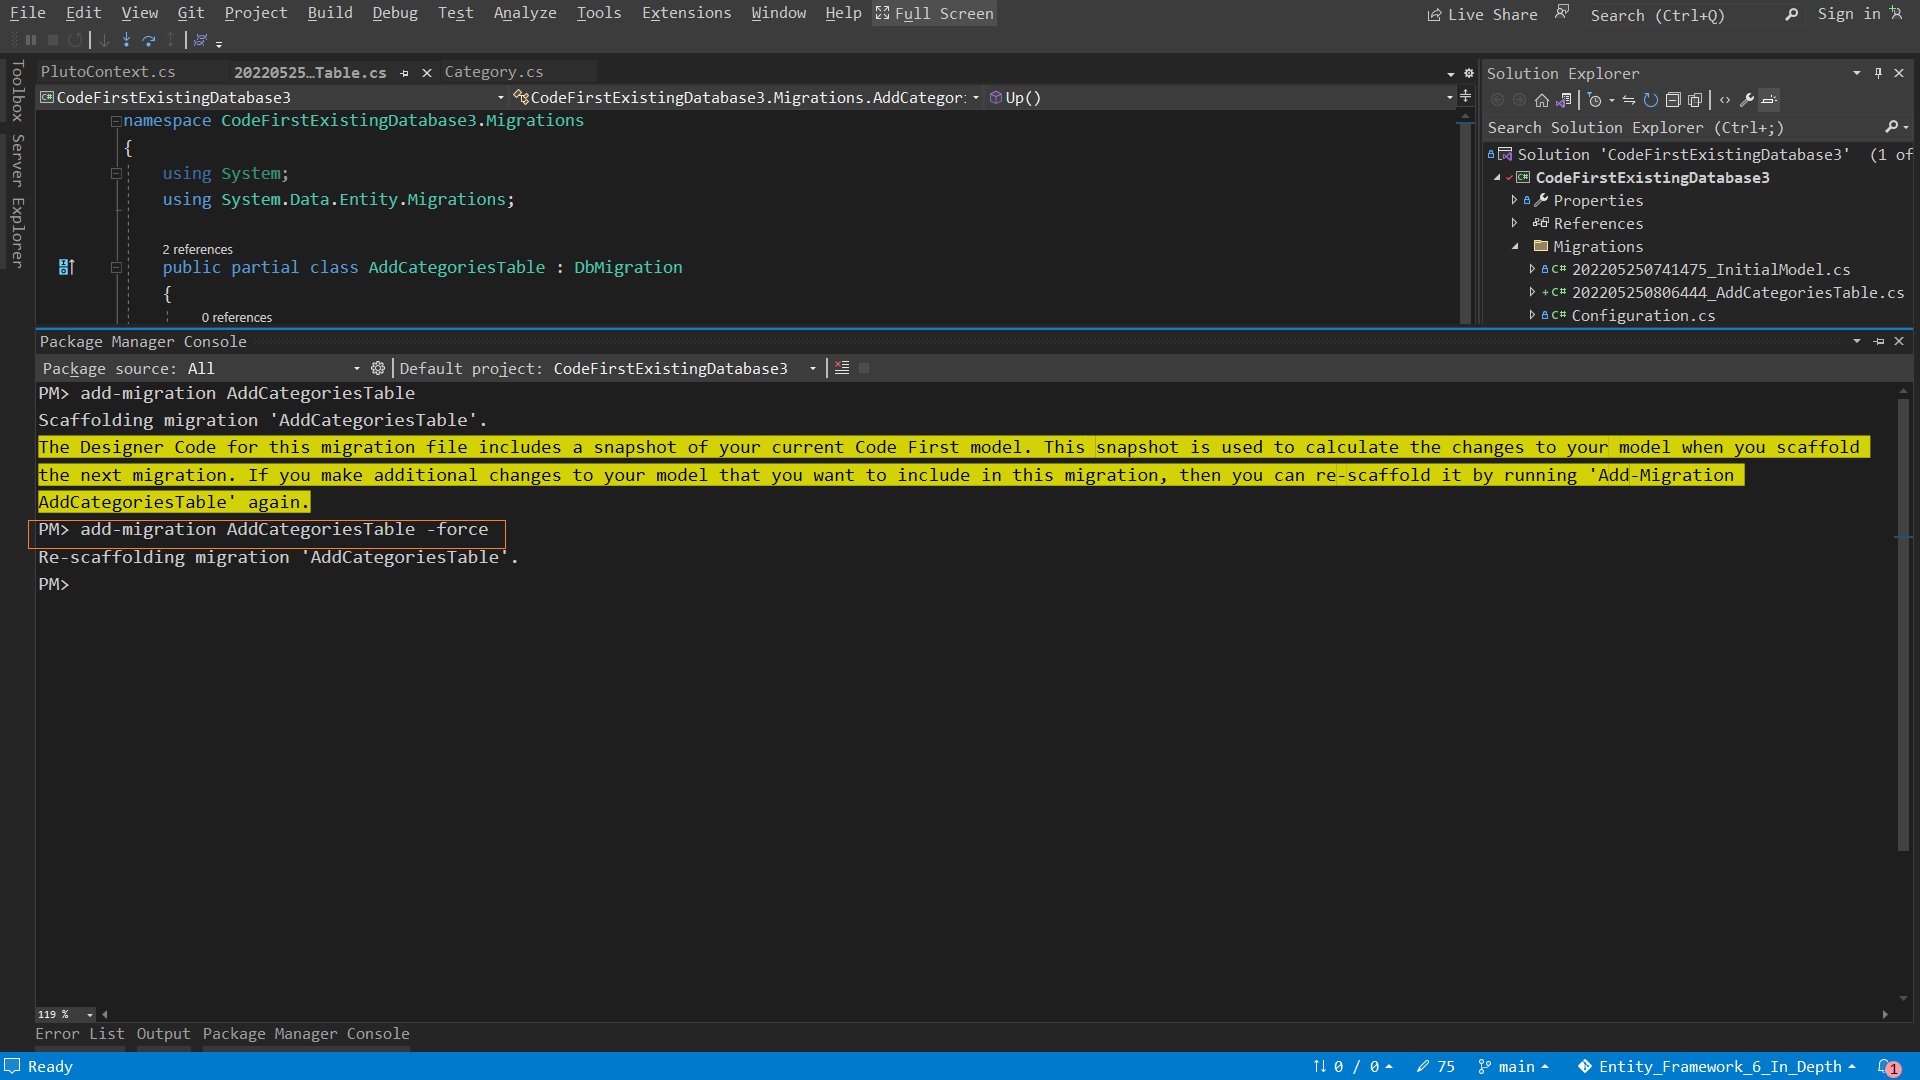 File Edit View Git Project Build Debug Test Analyze Tools Extensions Window Help Full Screen Live Share Search (Ctrl+Q) Sign in
Toolbox
Server Explorer
PlutoContext.cs 20220525...Table.cs Category.cs
CodeFirstExistingDatabase3 CodeFirstExistingDatabase3.Migrations.AddCategor: Up()
namespace CodeFirstExistingDatabase3.Migrations
{
using System;
using System.Data.Entity.Migrations;
2 references
public partial class AddCategoriesTable : DbMigration
{
0 references
Solution Explorer
Search Solution Explorer (Ctrl+;)
Solution 'CodeFirstExistingDatabase3' (1 of
CodeFirstExistingDatabase3
Properties
References
Migrations
C# 202205250741475_InitialModel.cs
C# 202205250806444_AddCategoriesTable.cs
C# Configuration.cs
Package Manager Console
Package source: All Default project: CodeFirstExistingDatabase3
PM> add-migration AddCategoriesTable
Scaffolding migration 'AddCategoriesTable'.
The Designer Code for this migration file includes a snapshot of your current Code First model. This snapshot is used to calculate the changes to your model when you scaffold
the next migration. If you make additional changes to your model that you want to include in this migration, then you can re-scaffold it by running 'Add-Migration
AddCategoriesTable' again.
PM> add-migration AddCategoriesTable -force
Re-scaffolding migration 'AddCategoriesTable'.
PM>
119 %
Error List Output Package Manager Console
Ready 0 / 0 75 main Entity_Framework_6_In_Depth 1